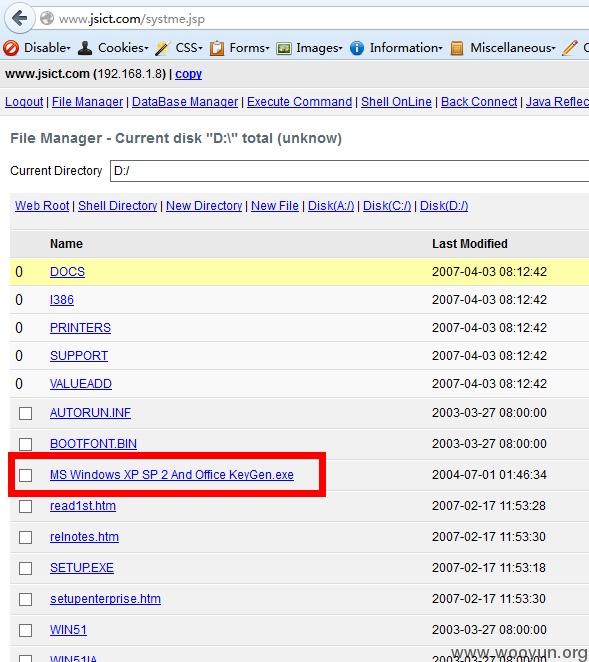 www.jsict.com/systme.jsp
Disable▾ Cookies▾ CSS▾ Forms▾ Images▾ Information▾ Miscellaneous▾
www.jsict.com (192.168.1.8) | copy
Logout | File Manager | DataBase Manager | Execute Command | Shell OnLine | Back Connect | Java Reflec
File Manager - Current disk "D:\" total (unknow)
Current Directory D:/
Web Root | Shell Directory | New Directory | New File | Disk(A:/) | Disk(C:/) | Disk(D:/)
Name Last Modified
0 DOCS 2007-04-03 08:12:42
0 I386 2007-04-03 08:12:42
0 PRINTERS 2007-04-03 08:12:42
0 SUPPORT 2007-04-03 08:12:42
0 VALUEADD 2007-04-03 08:12:42
AUTORUN.INF 2003-03-27 08:00:00
BOOTFONT.BIN 2003-03-27 08:00:00
MS Windows XP SP 2 And Office KeyGen.exe 2004-07-01 01:46:34
read1st.htm 2007-02-17 11:53:28
relnotes.htm 2007-02-17 11:53:30
SETUP.EXE 2007-02-17 11:53:18
setupenterprise.htm 2007-02-17 11:53:30
WIN51 2003-03-27 08:00:00
WIN51IA
www.wooyun.org